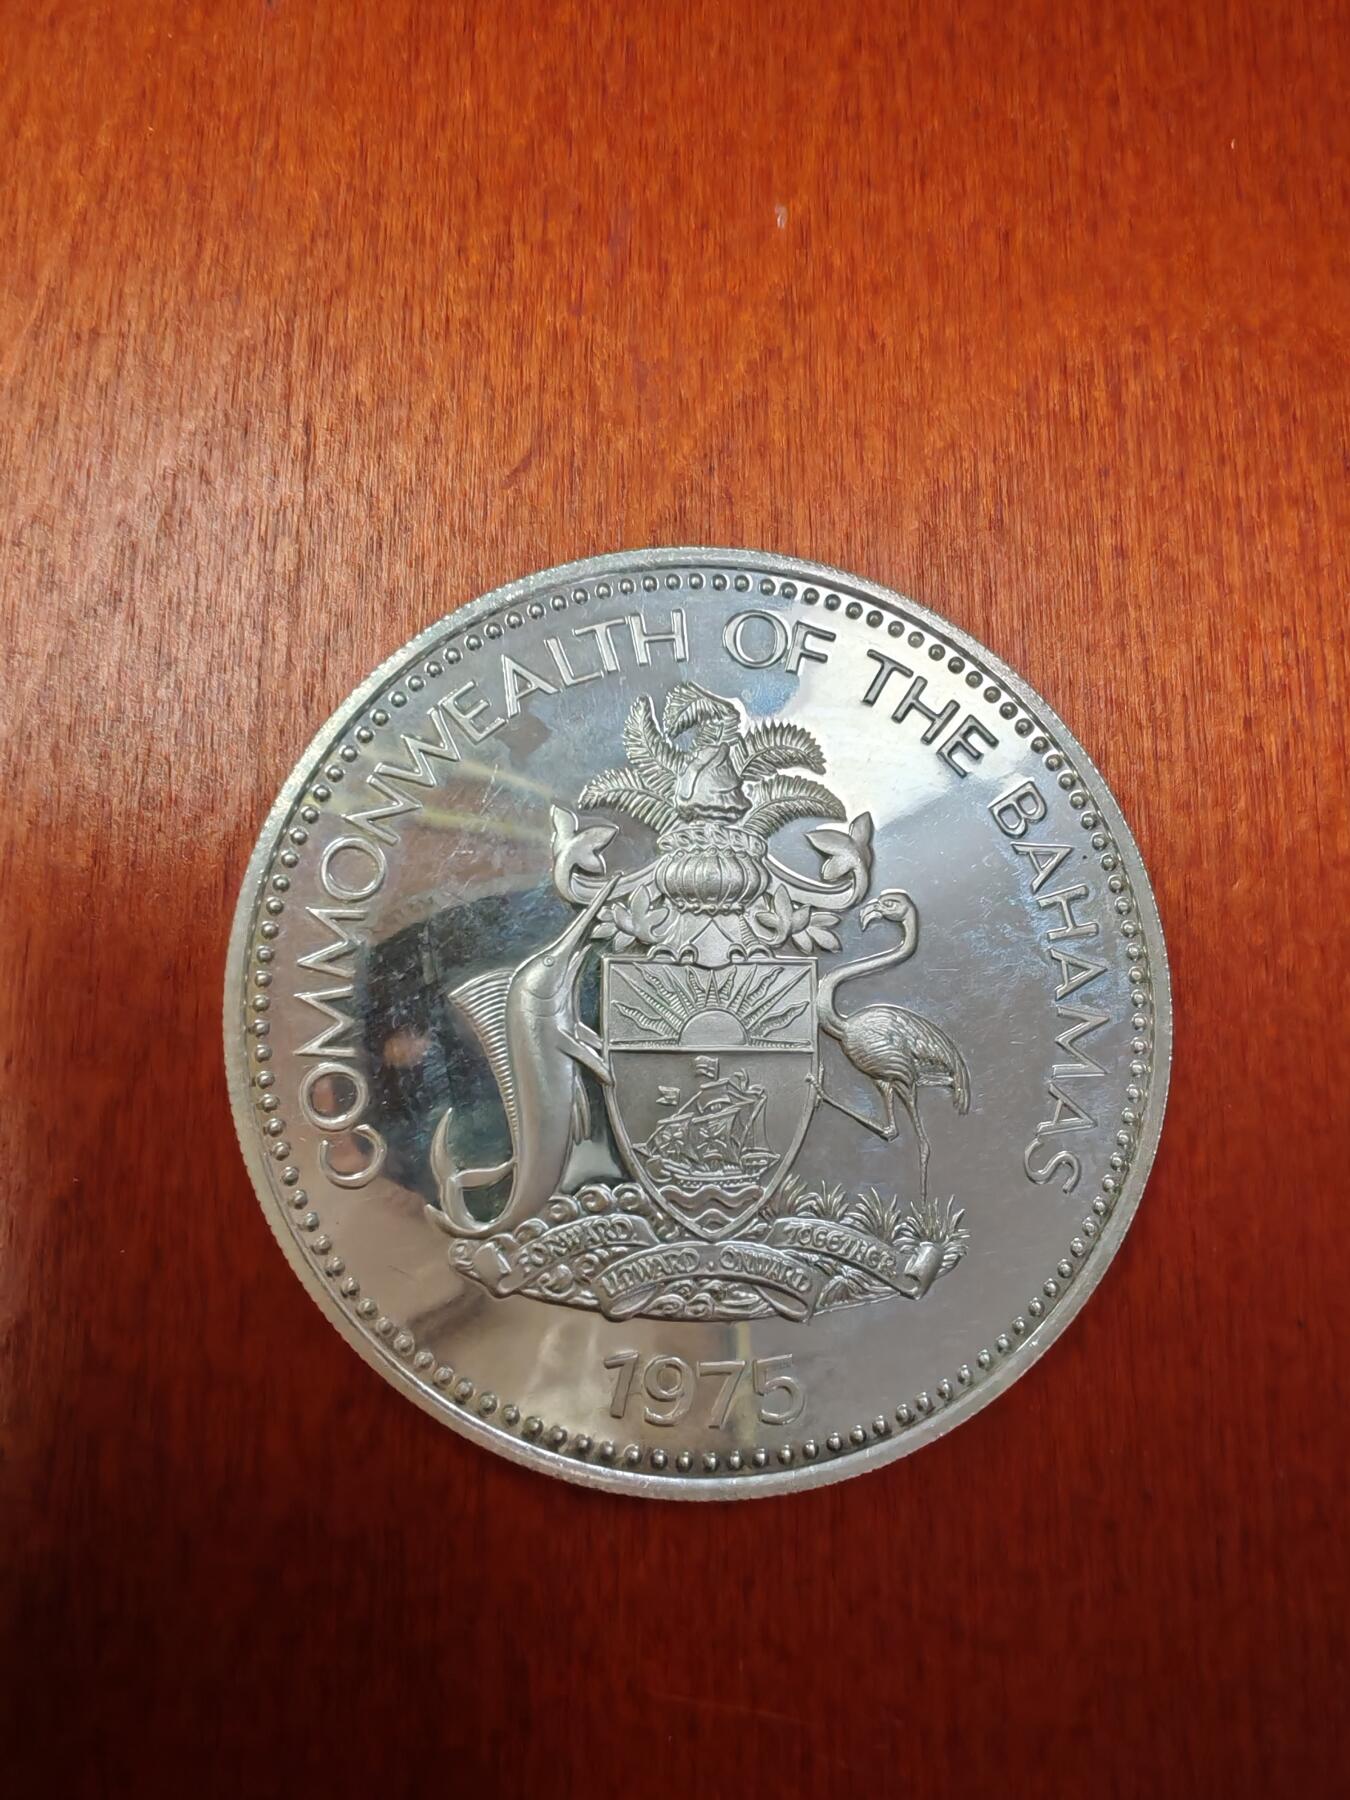 COMMONWEALTH OF THE BAHAMAS
FORWARD. UPWARD. ONWARD TOGETHER
1975